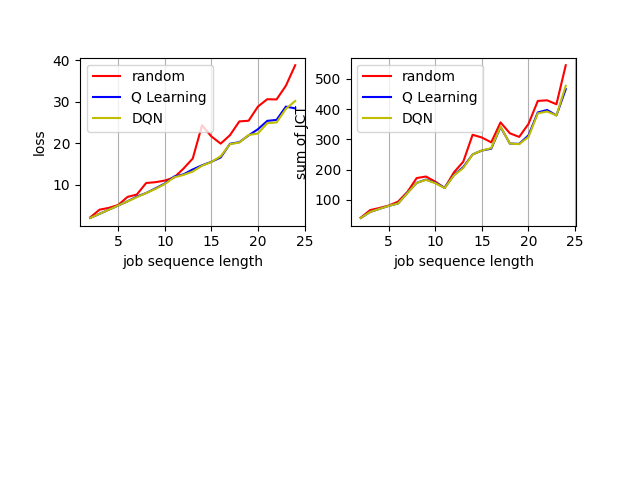 40
30
20
10
loss
random
Q Learning
DQN
5 10 15 20 25
job sequence length
500
400
300
200
100
sum of JCT
random
Q Learning
DQN
5 10 15 20 25
job sequence length